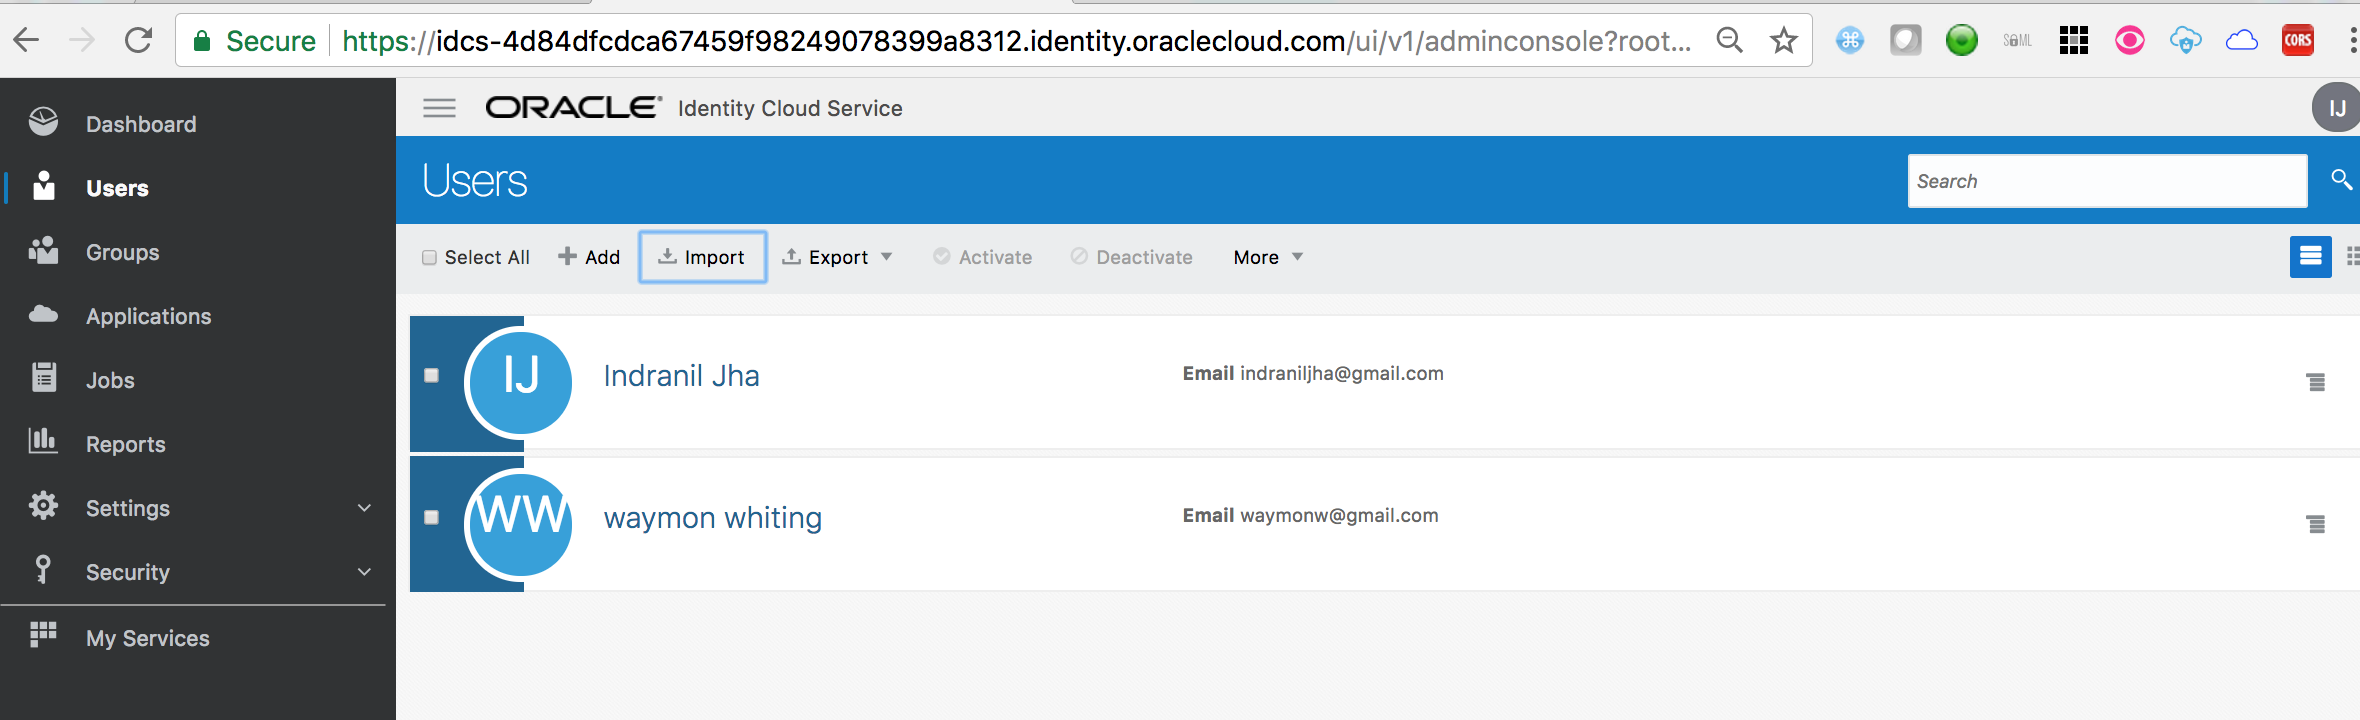 Secure https://idcs-4d84dfcdca67459f98249078399a8312.identity.oraclecloud.com/ui/v1/adminconsole?root...
SAML
CORS
Dashboard
Users
Groups
Applications
Jobs
Reports
Settings
Security
My Services
ORACLE® Identity Cloud Service
IJ
Users
Search
Select All Add Import Export Activate Deactivate More
IJ Indranil Jha Email indraniljha@gmail.com
WW waymon whiting Email waymonw@gmail.com